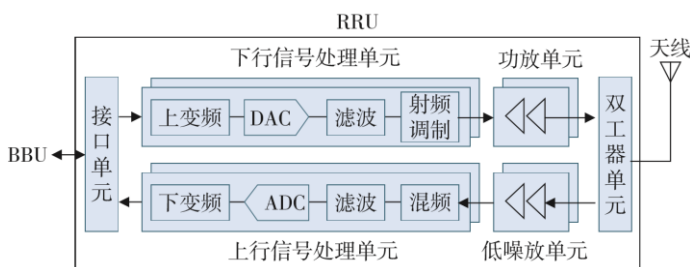 RRU
下行信号处理单元
功放单元
天线
接口单元
上变频
DAC
滤波
射频
调制
双工器单元
BBU
下变频
ADC
滤波
混频
上行信号处理单元
低噪放单元